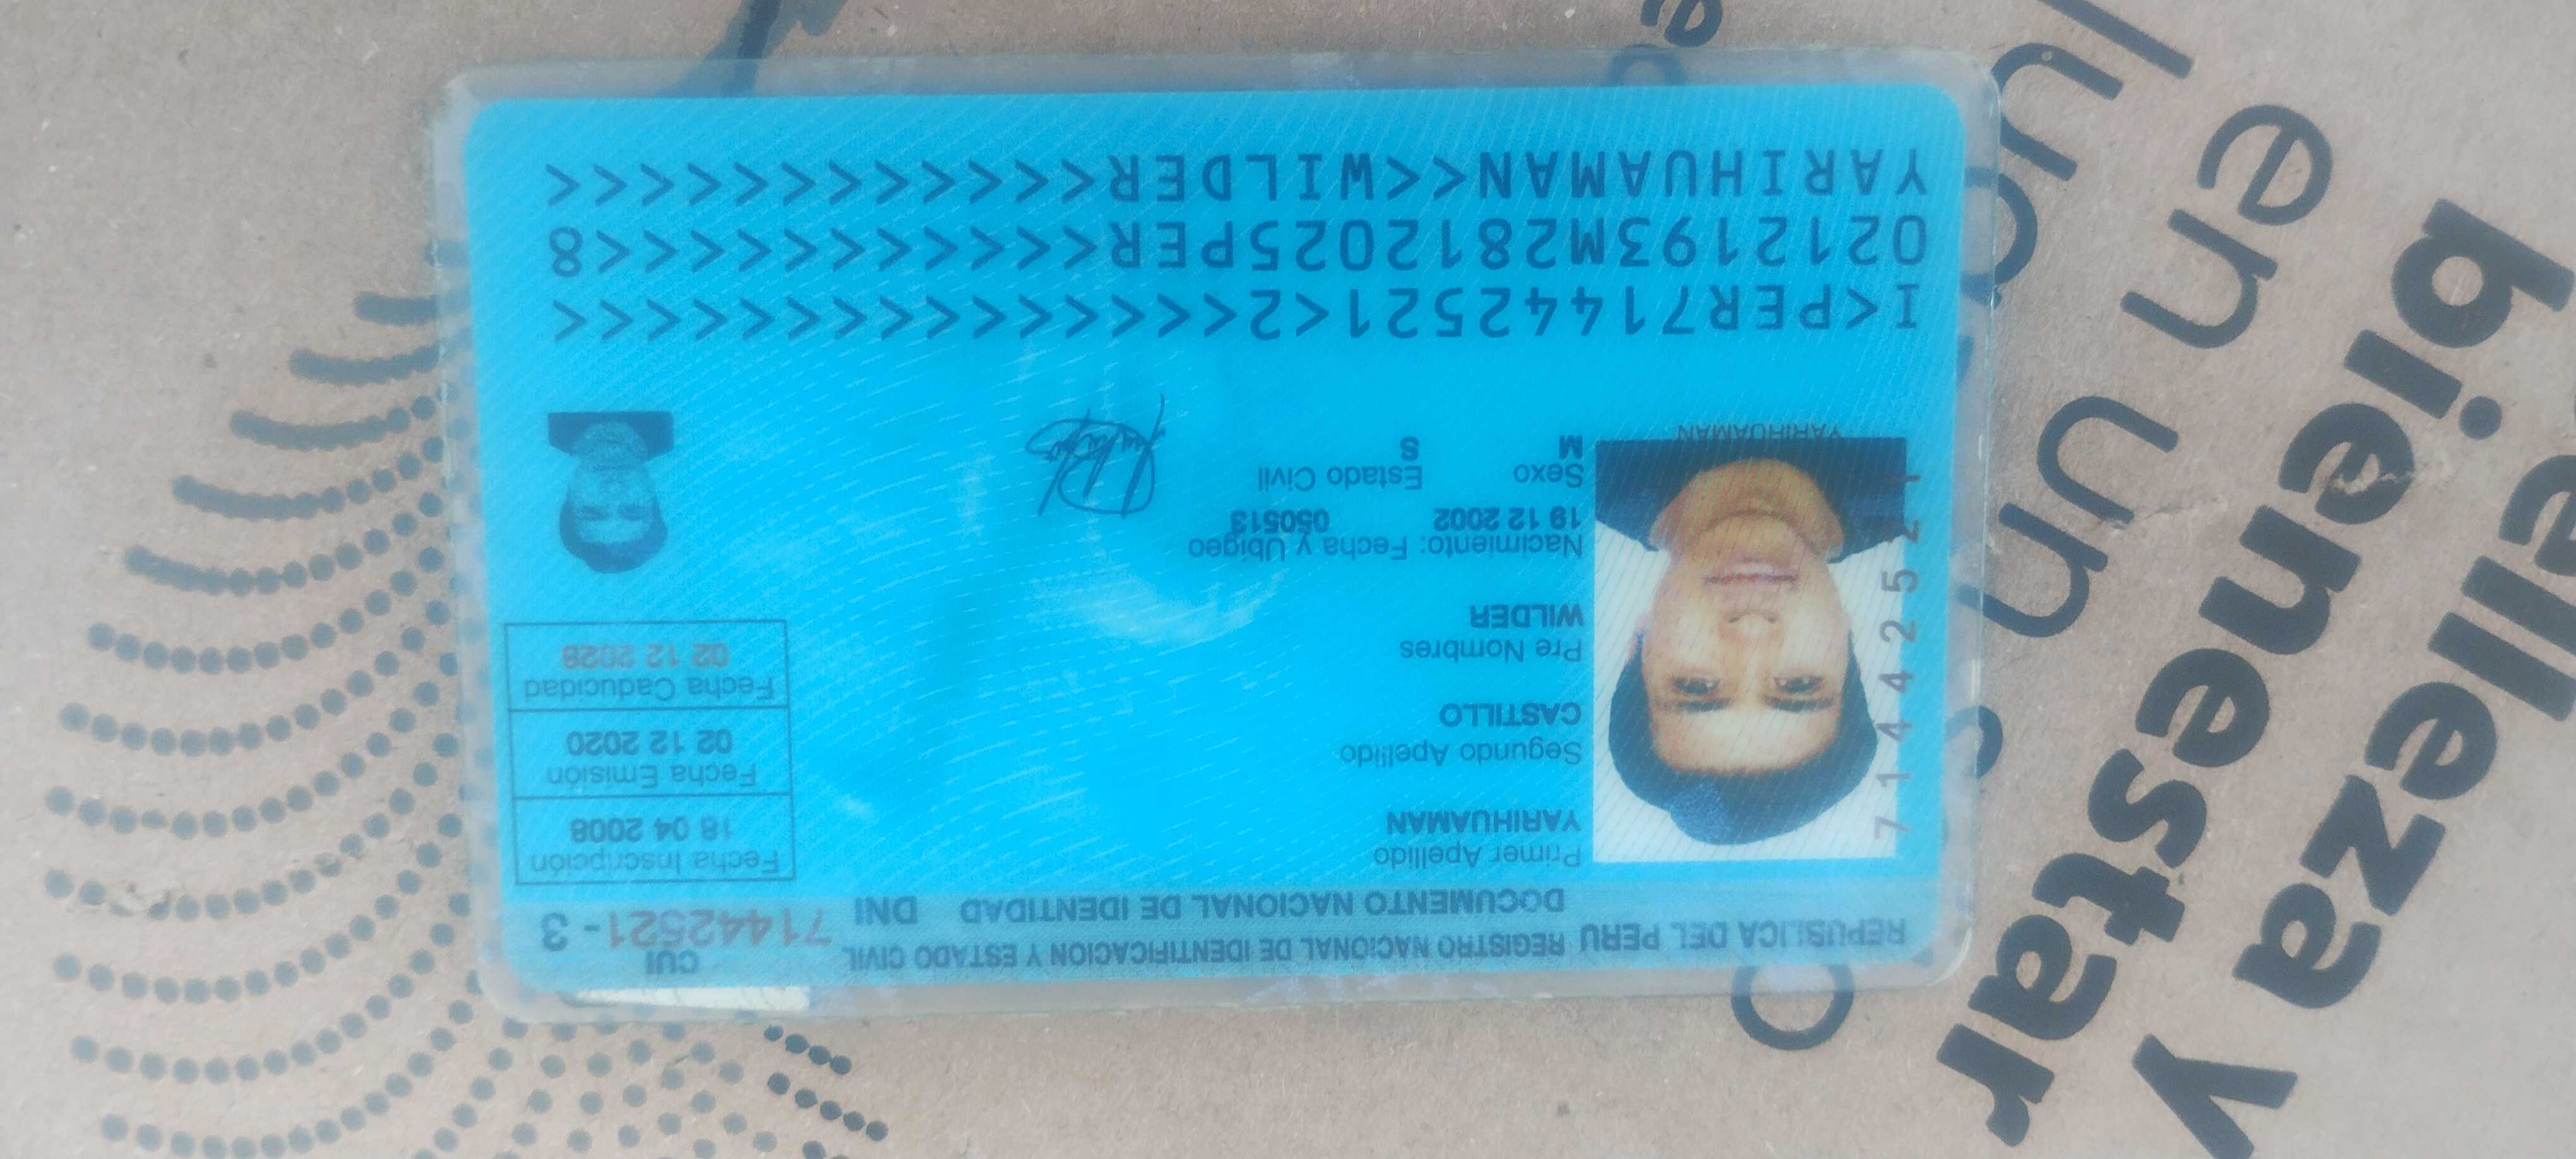 REPUBLICA DEL PERU REGISTRO NACIONAL DE IDENTIFICACION Y ESTADO CIVIL
DOCUMENTO NACIONAL DE IDENTIDAD DNI
CUI
71442521 - 3
Primer Apellido
YARIHUAMAN
Segundo Apellido
CASTILLO
Pre Nombres
WILDER
Nacimiento: Fecha y Ubigeo
19 12 2002 050513
Sexo Estado Civil
M S
Fecha Inscripción
18 04 2008
Fecha Emisión
02 12 2020
Fecha Caducidad
02 12 2028
71442521
YARIHUAMAN
I<PER71442521<2<<<<<<<<<<<<<<<
0212193M2812025PER<<<<<<<<<<<8
YARIHUAMAN<<WILDER<<<<<<<<<<<<
belleza y
bienestar
en un